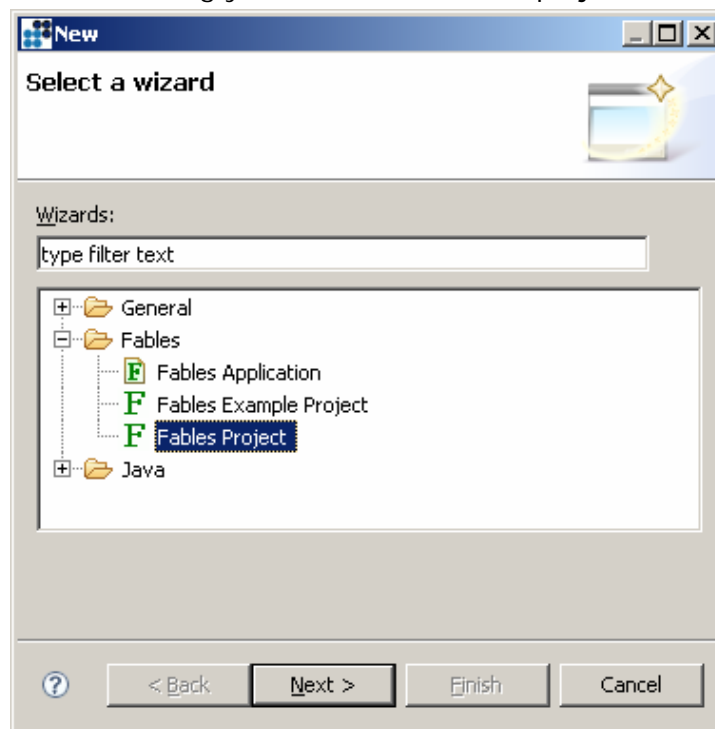 New
Select a wizard
Wizards:
type filter text
General
Fables
F Fables Application
F Fables Example Project
F Fables Project
Java
? < Back Next > Finish Cancel